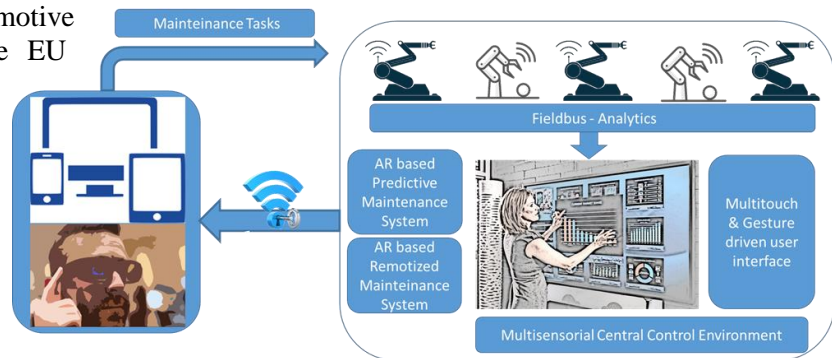 motive
e EU
Mainteinance Tasks
Fieldbus - Analytics
AR based
Predictive
Maintenance
System
AR based
Remotized
Mainteinance
System
Multitouch
& Gesture
driven user
interface
Multisensorial Central Control Environment